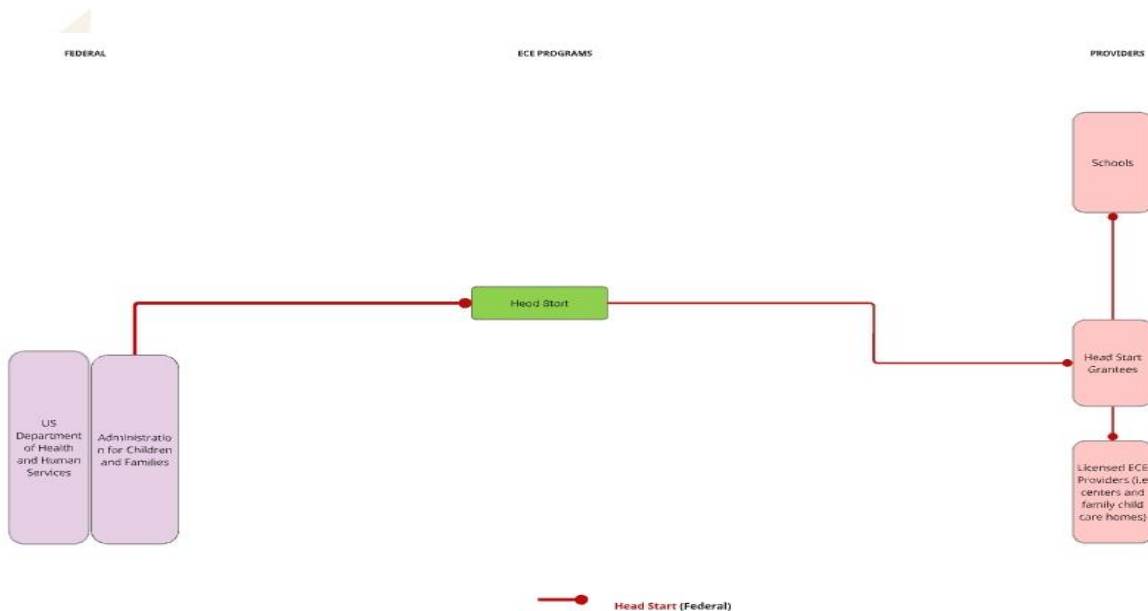 FEDERAL
ECE PROGRAMS
PROVIDERS
Schools
Head Start
Head Start
Grantees
US
Department
of Health
and Human
Services
Administratio
n for Children
and Families
Licensed ECE
Providers (i.e
centers and
family child
care homes)
Head Start (Federal)